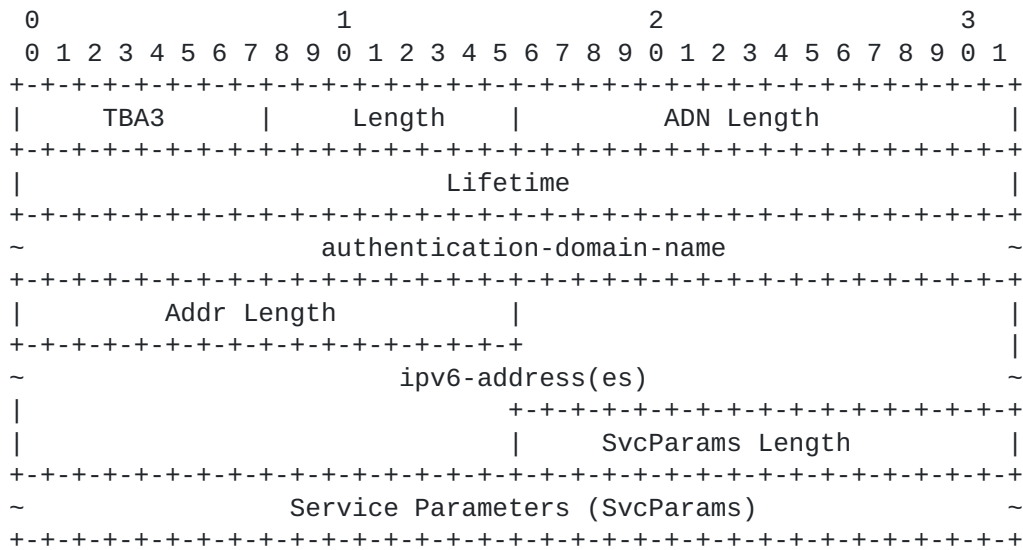 0                   1                   2                   3
 0 1 2 3 4 5 6 7 8 9 0 1 2 3 4 5 6 7 8 9 0 1 2 3 4 5 6 7 8 9 0 1
+-+-+-+-+-+-+-+-+-+-+-+-+-+-+-+-+-+-+-+-+-+-+-+-+-+-+-+-+-+-+-+-+
|     TBA3      |     Length    |         ADN Length            |
+-+-+-+-+-+-+-+-+-+-+-+-+-+-+-+-+-+-+-+-+-+-+-+-+-+-+-+-+-+-+-+-+
|                           Lifetime                            |
+-+-+-+-+-+-+-+-+-+-+-+-+-+-+-+-+-+-+-+-+-+-+-+-+-+-+-+-+-+-+-+-+
~                   authentication-domain-name                  ~
+-+-+-+-+-+-+-+-+-+-+-+-+-+-+-+-+-+-+-+-+-+-+-+-+-+-+-+-+-+-+-+-+
|         Addr Length           |                               |
+-+-+-+-+-+-+-+-+-+-+-+-+-+-+-+-+                               |
~                        ipv6-address(es)                       ~
|                               +-+-+-+-+-+-+-+-+-+-+-+-+-+-+-+-+
|                               |     SvcParams Length          |
+-+-+-+-+-+-+-+-+-+-+-+-+-+-+-+-+-+-+-+-+-+-+-+-+-+-+-+-+-+-+-+-+
~                 Service Parameters (SvcParams)                ~
+-+-+-+-+-+-+-+-+-+-+-+-+-+-+-+-+-+-+-+-+-+-+-+-+-+-+-+-+-+-+-+-+